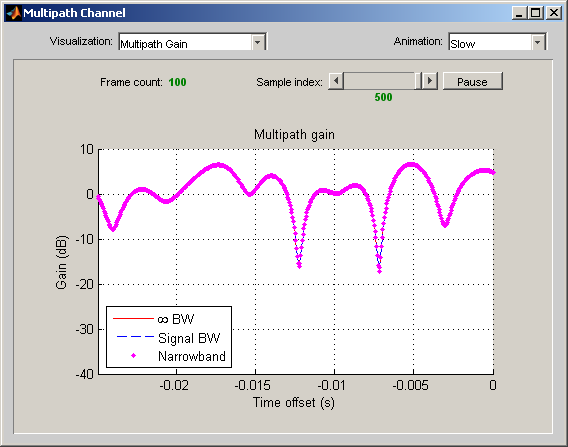 Multipath Channel
Visualization: Multipath Gain Animation: Slow
Frame count: 100 Sample index: Pause
500
Multipath gain
10
0
-10
-20
-30
-40
Gain (dB)
∞ BW
Signal BW
Narrowband
-0.02 -0.015 -0.01 -0.005 0
Time offset (s)